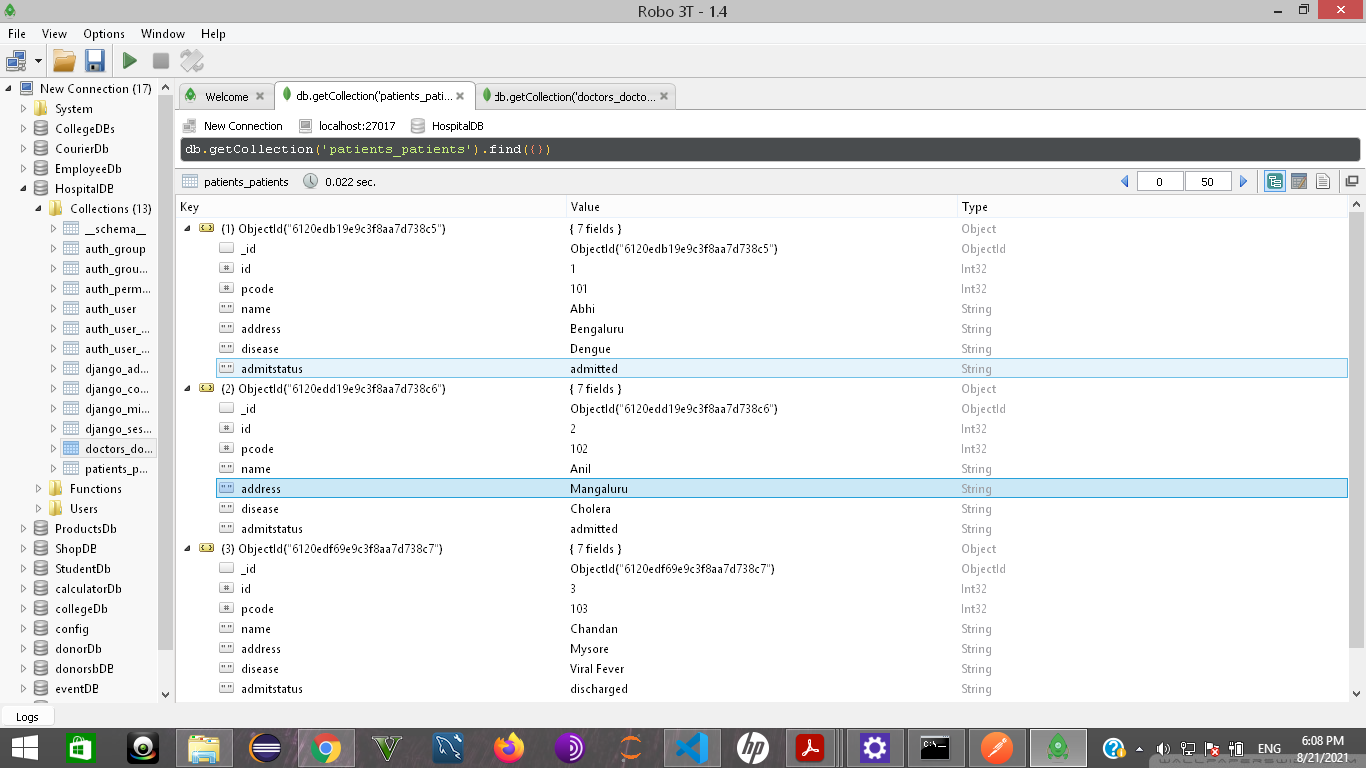 Robo 3T - 1.4
File View Options Window Help
New Connection (17)
System
CollegeDBs
CourierDb
EmployeeDb
HospitalDB
Collections (13)
__schema__
auth_group
auth_grou...
auth_perm...
auth_user
auth_user_...
auth_user_...
django_ad...
django_co...
django_mi...
django_ses...
doctors_do...
patients_p...
Functions
Users
ProductsDb
ShopDB
StudentDb
calculatorDb
collegeDb
config
donorDb
donorsbDB
eventDB
Welcome
db.getCollection('patients_pati...
db.getCollection('doctors_docto...
New Connection localhost:27017 HospitalDB
db.getCollection('patients_patients').find({})
patients_patients 0.022 sec. 0 50
Key Value Type
(1) ObjectId("6120edb19e9c3f8aa7d738c5") { 7 fields } Object
_id ObjectId("6120edb19e9c3f8aa7d738c5") ObjectId
id 1 Int32
pcode 101 Int32
name Abhi String
address Bengaluru String
disease Dengue String
admitstatus admitted String
(2) ObjectId("6120edd19e9c3f8aa7d738c6") { 7 fields } Object
_id ObjectId("6120edd19e9c3f8aa7d738c6") ObjectId
id 2 Int32
pcode 102 Int32
name Anil String
address Mangaluru String
disease Cholera String
admitstatus admitted String
(3) ObjectId("6120edf69e9c3f8aa7d738c7") { 7 fields } Object
_id ObjectId("6120edf69e9c3f8aa7d738c7") ObjectId
id 3 Int32
pcode 103 Int32
name Chandan String
address Mysore String
disease Viral Fever String
admitstatus discharged String
Logs
ENG
6:08 PM
8/21/2021